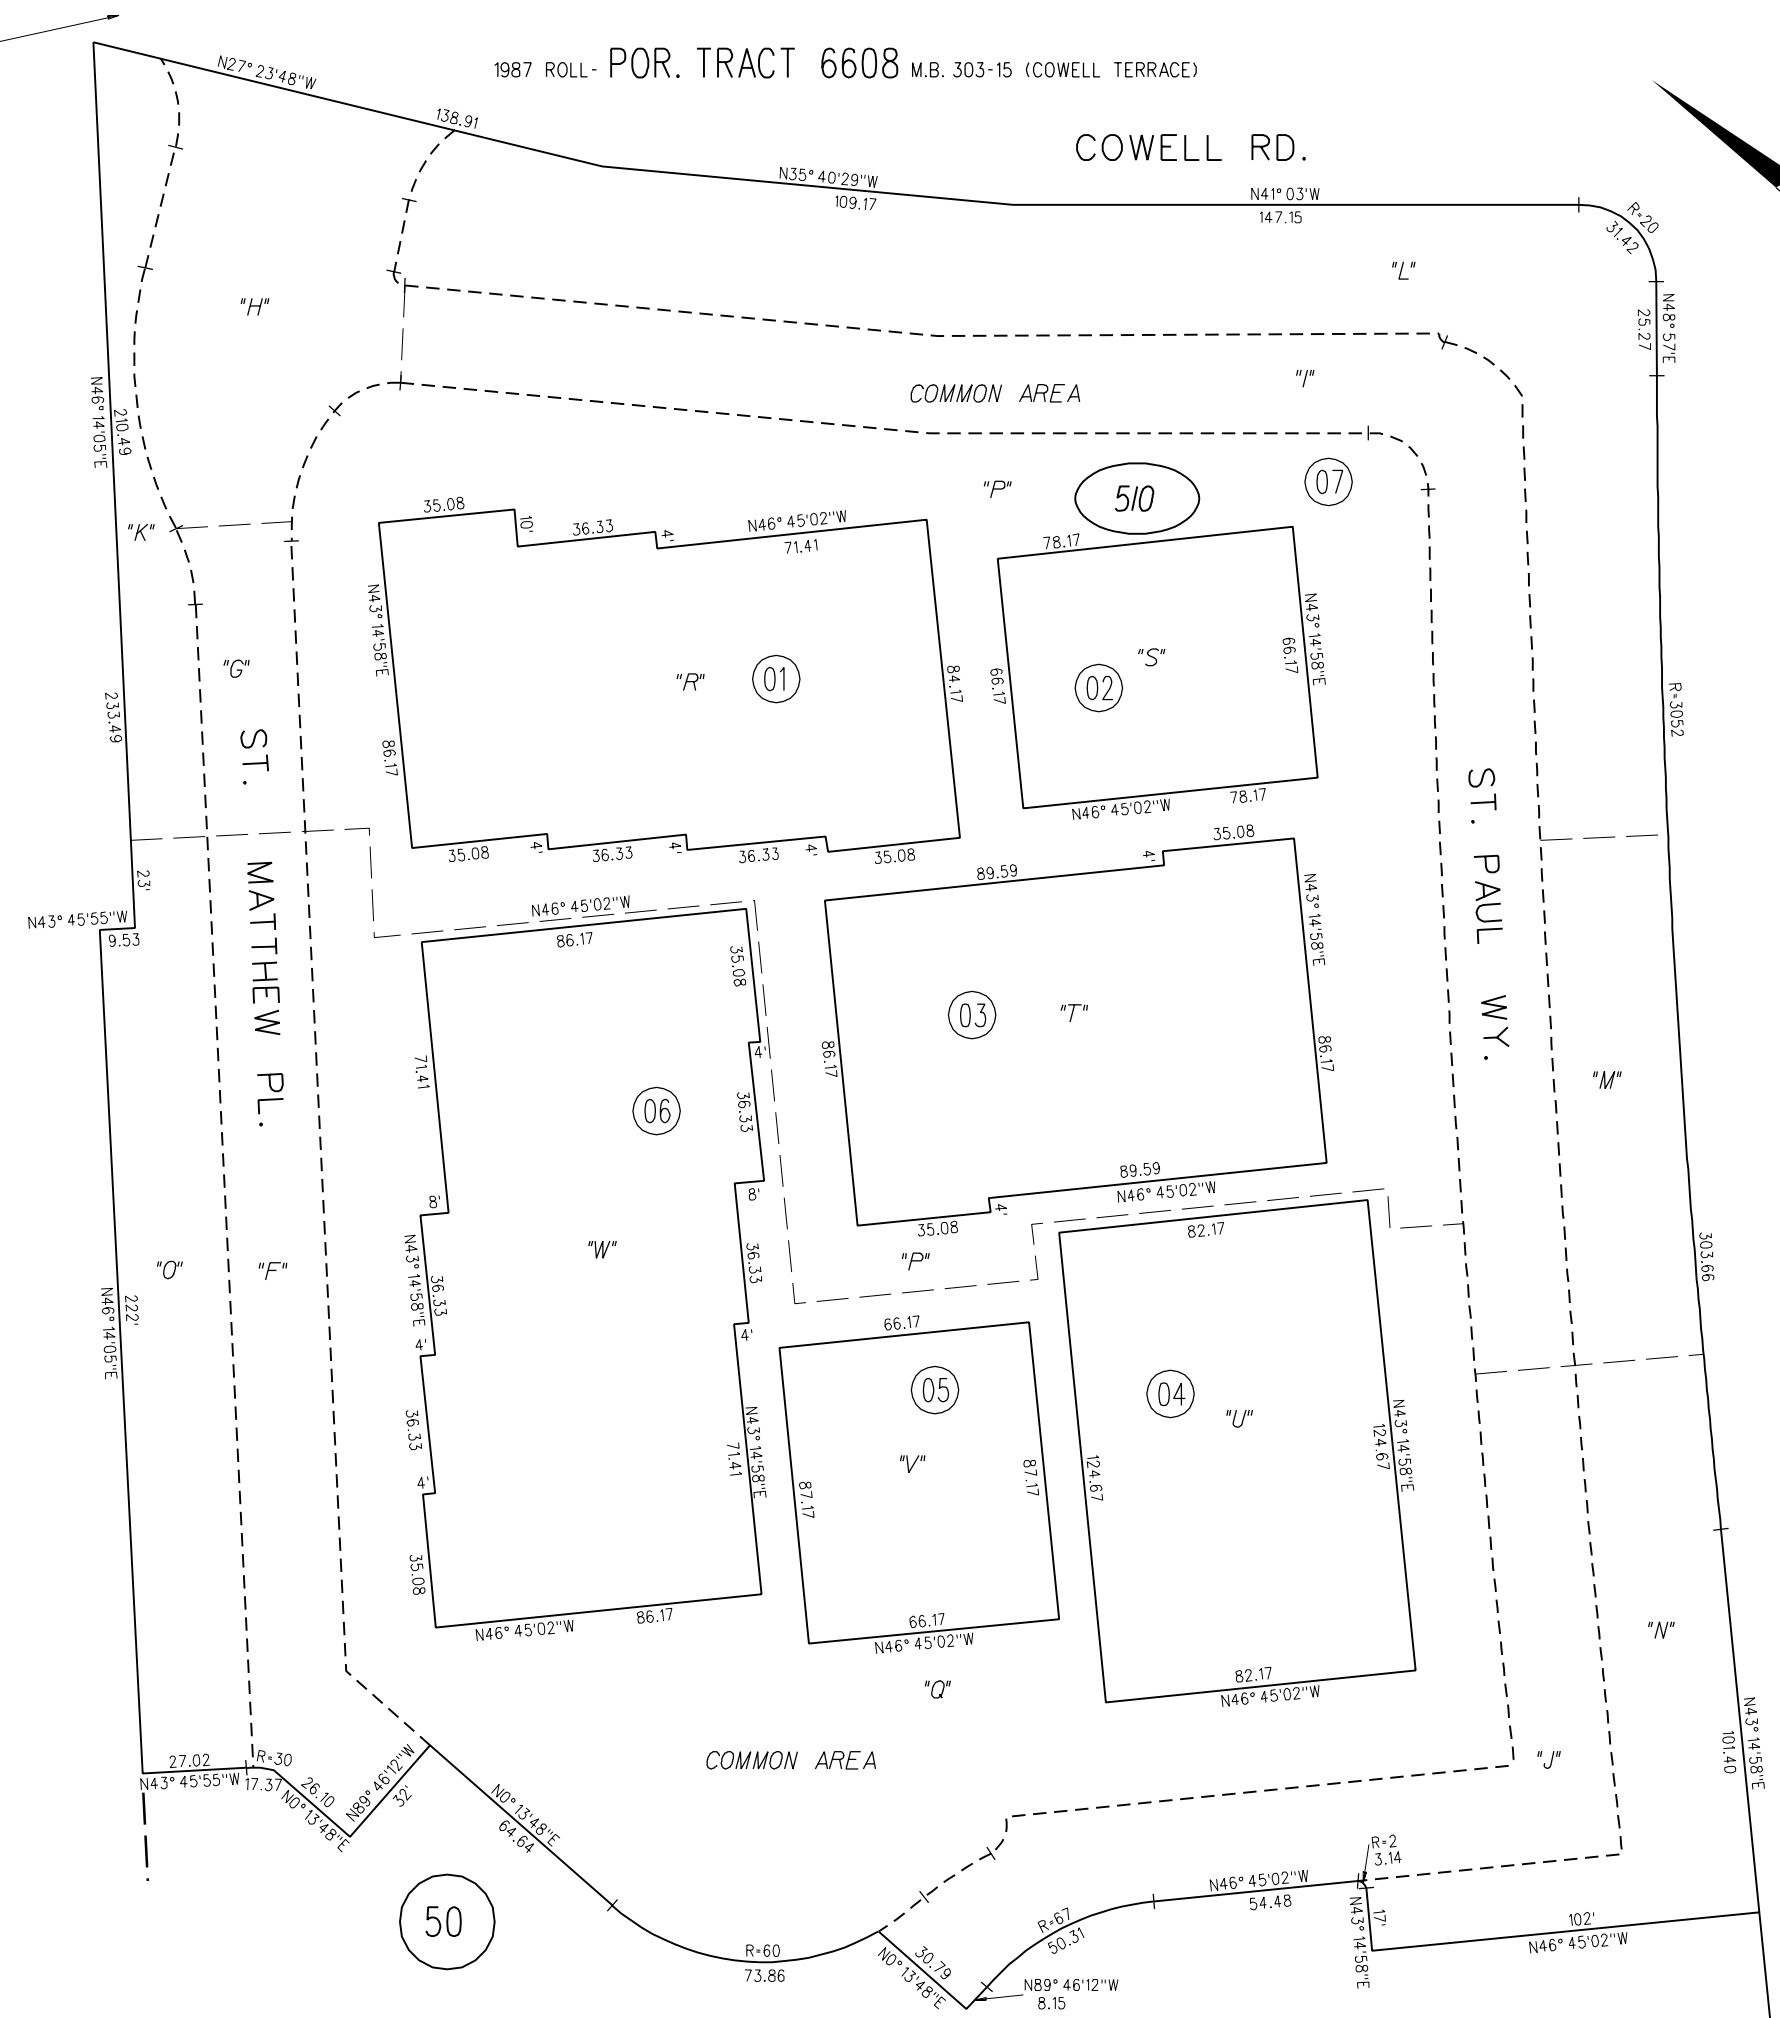 1987 ROLL- POR. TRACT 6608 M.B. 303-15 (COWELL TERRACE)
COWELL RD.
N27° 23'48"W
138.91
N35° 40'29"W
109.17
N41° 03'W
147.15
R=20
31.42
N48° 57'E
25.27
"L"
"H"
"I"
COMMON AREA
N46° 14'05"E
210.49
"K"
"P"
510
07
35.08
10'
36.33
4'
N46° 45'02"W
71.41
78.17
N43° 14'58"E
86.17
"R"
01
84.17
66.17
02
"S"
66.17
N43° 14'58"E
R=3052
"G"
233.49
ST. MATTHEW PL.
ST. PAUL WY.
35.08
4'
36.33
4'
36.33
4'
35.08
N46° 45'02"W
78.17
23'
N43° 45'55"W
9.53
N46° 45'02"W
86.17
35.08
89.59
4'
35.08
N43° 14'58"E
03
"T"
86.17
86.17
71.41
4'
36.33
06
"M"
8'
8'
89.59
N46° 45'02"W
4'
35.08
82.17
"W"
"P"
"O"
"F"
N43° 14'58"E
36.33
36.33
303.66
222'
N46° 14'05"E
4'
4'
66.17
05
04
"U"
"V"
36.33
71.41
N43° 14'58"E
87.17
87.17
124.67
124.67
N43° 14'58"E
4'
35.08
86.17
N46° 45'02"W
66.17
N46° 45'02"W
82.17
N46° 45'02"W
"N"
"Q"
COMMON AREA
"J"
N43° 14'58"E
101.40
27.02
N43° 45'55"W
R=30
17.37
26.10
N0° 13'48"E
N89° 46'12"W
32'
N0° 13'48"E
64.64
50
R=60
73.86
30.79
N0° 13'48"E
N89° 46'12"W
8.15
R=67
50.31
N46° 45'02"W
54.48
R=2
3.14
17'
N43° 14'58"E
102'
N46° 45'02"W